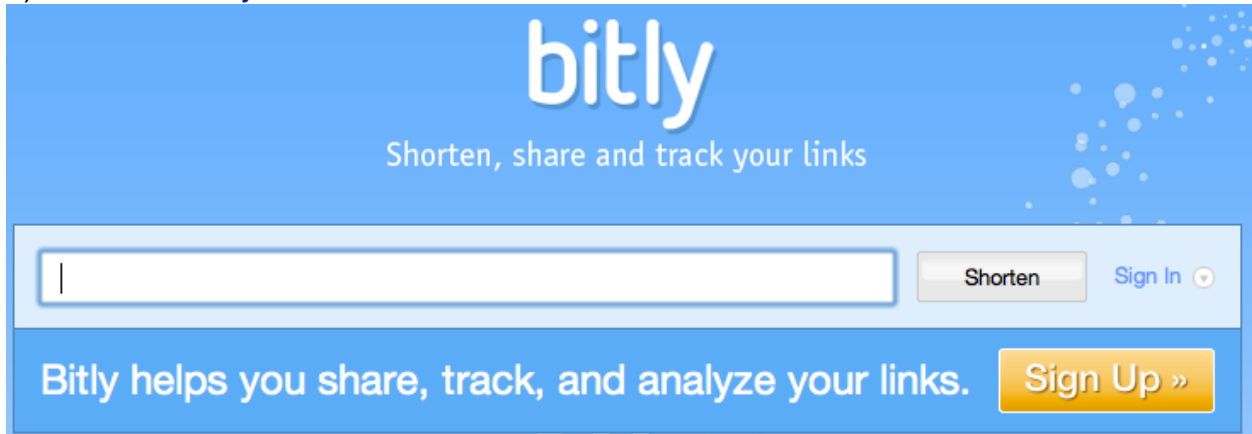 bitly
Shorten, share and track your links
Shorten
Sign In
Bitly helps you share, track, and analyze your links.
Sign Up »